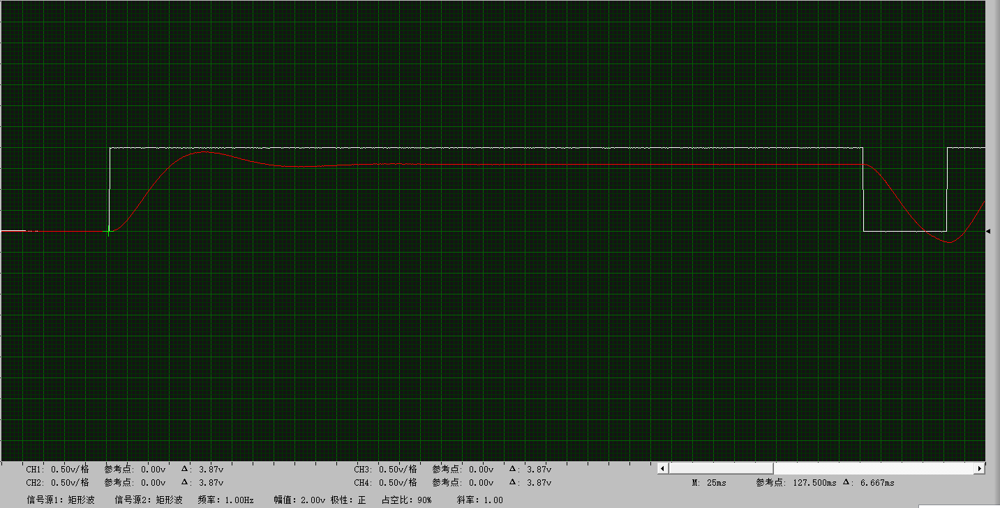 CH1: 0.50v/格 参考点: 0.00v Δ: 3.87v CH3: 0.50v/格 参考点: 0.00v Δ: 3.87v
CH2: 0.50v/格 参考点: 0.00v Δ: 3.87v CH4: 0.50v/格 参考点: 0.00v Δ: 3.87v M: 25ms 参考点: 127.500ms Δ: 6.667ms
信号源1: 矩形波 信号源2: 矩形波 频率: 1.00Hz 幅值: 2.00v 极性: 正 占空比: 90% 斜率: 1.00